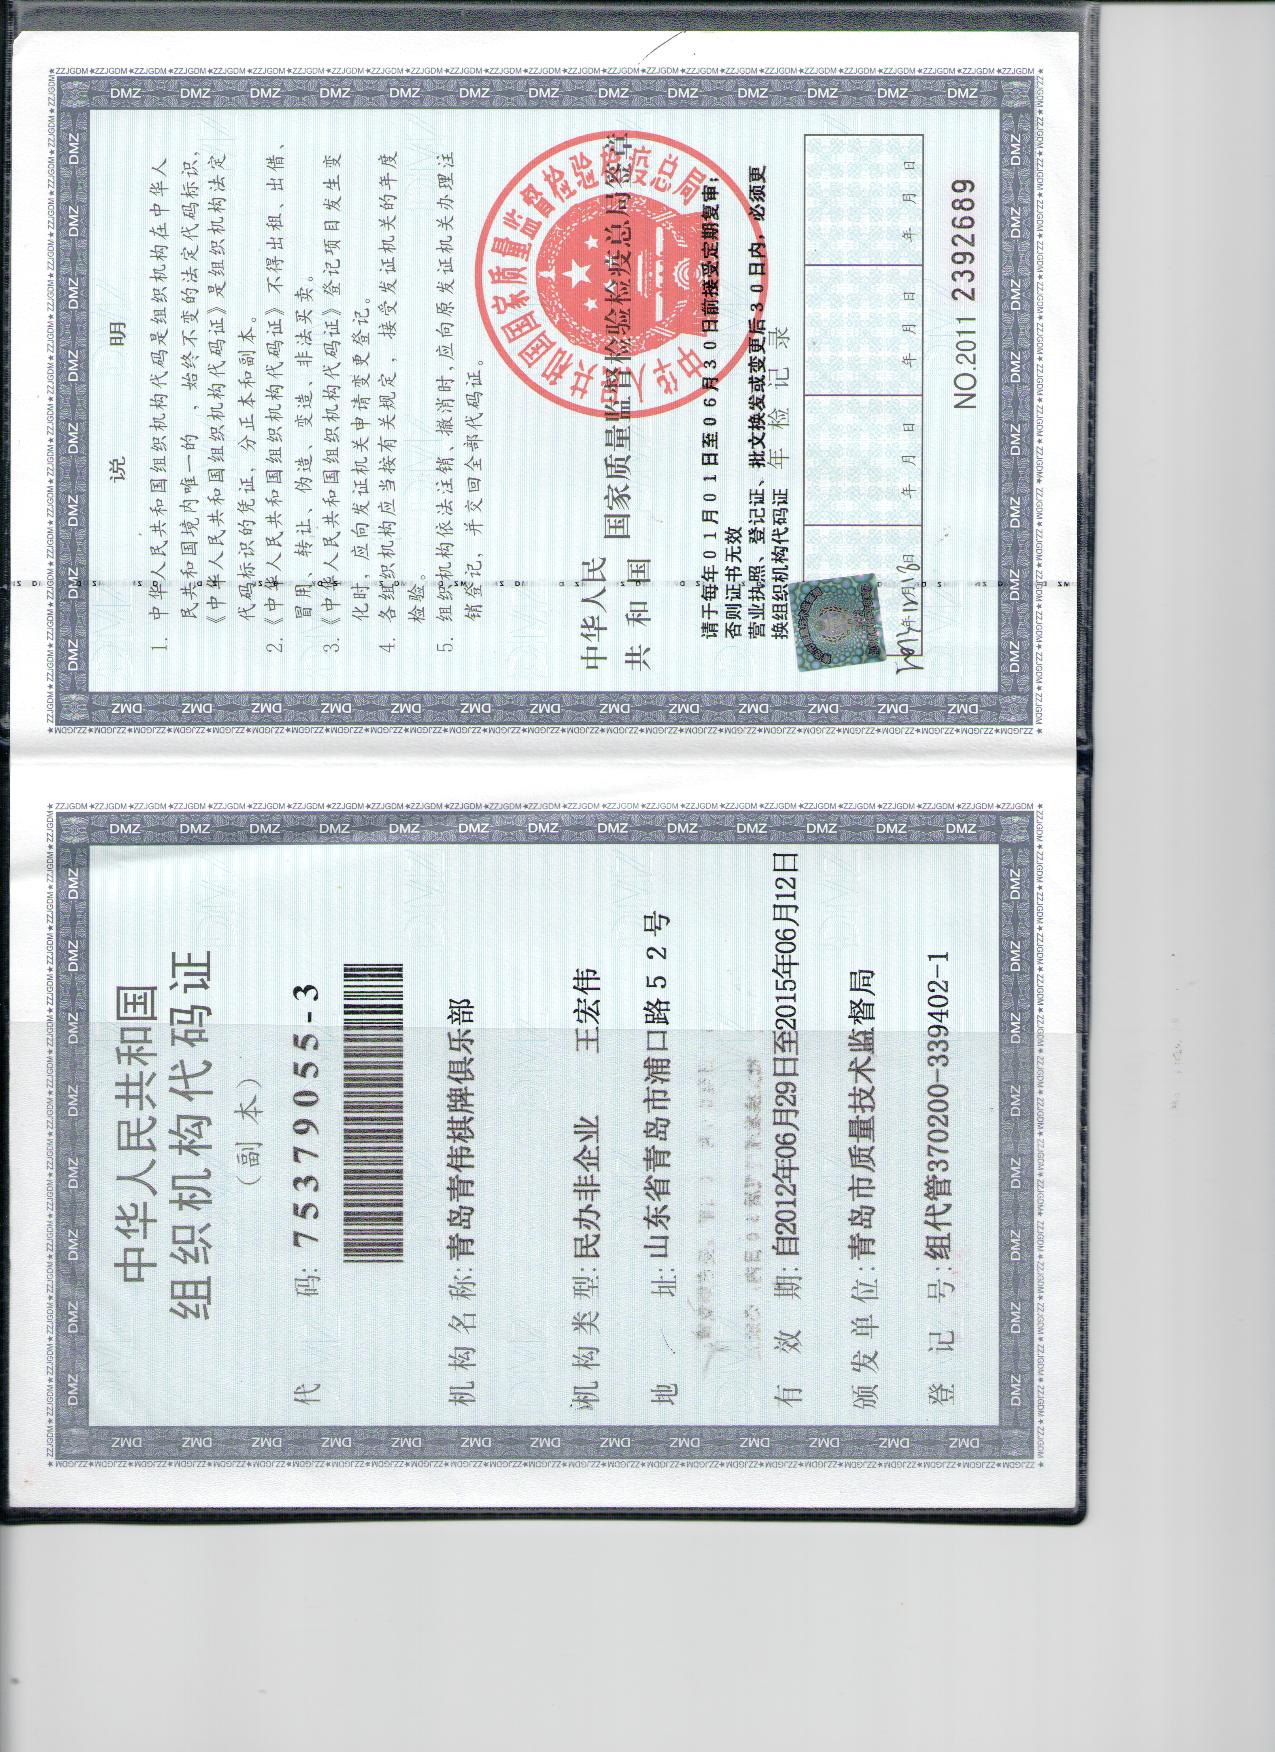 中华人民共和国
组织机构代码证
（副 本）
代 码: 75379055-3
机构名称: 青岛青伟棋牌俱乐部
机构类型: 民办非企业 王宏伟
地 址: 山东省青岛市浦口路52号
有 效 期: 自2012年06月29日至2015年06月12日
颁发单位: 青岛市质量技术监督局
登 记 号: 组代管370200-339402-1
说 明
1. 中华人民共和国组织机构代码是组织机构在中华人
民共和国境内唯一的，始终不变的法定代码标识，
《中华人民共和国组织机构代码证》是组织机构法定
代码标识的凭证，分正本和副本。
2. 《中华人民共和国组织机构代码证》不得出租、出借、
冒用、转让、伪造、变造、非法买卖。
3. 《中华人民共和国组织机构代码证》登记项目发生变
化时，应向发证机关申请变更登记。
4. 各组织机构应当按有关规定，接受发证机关的年度
检验。
5. 组织机构依法注销、撤消时，应向原发证机关办理注
销登记，并交回全部代码证。
中华人民
共 和 国 国家质量监督检验检疫总局签章
中华人民共和国国家质量监督检验检疫总局
请于每年01月01日至06月30日前接受定期复审；
否则证书无效
营业执照、登记证、批文换发或变更后30日内，必须更
换组织机构代码证
年 检 记 录
年 月 日 年 月 日 年 月 日 年 月 日
NO.2011 2392689